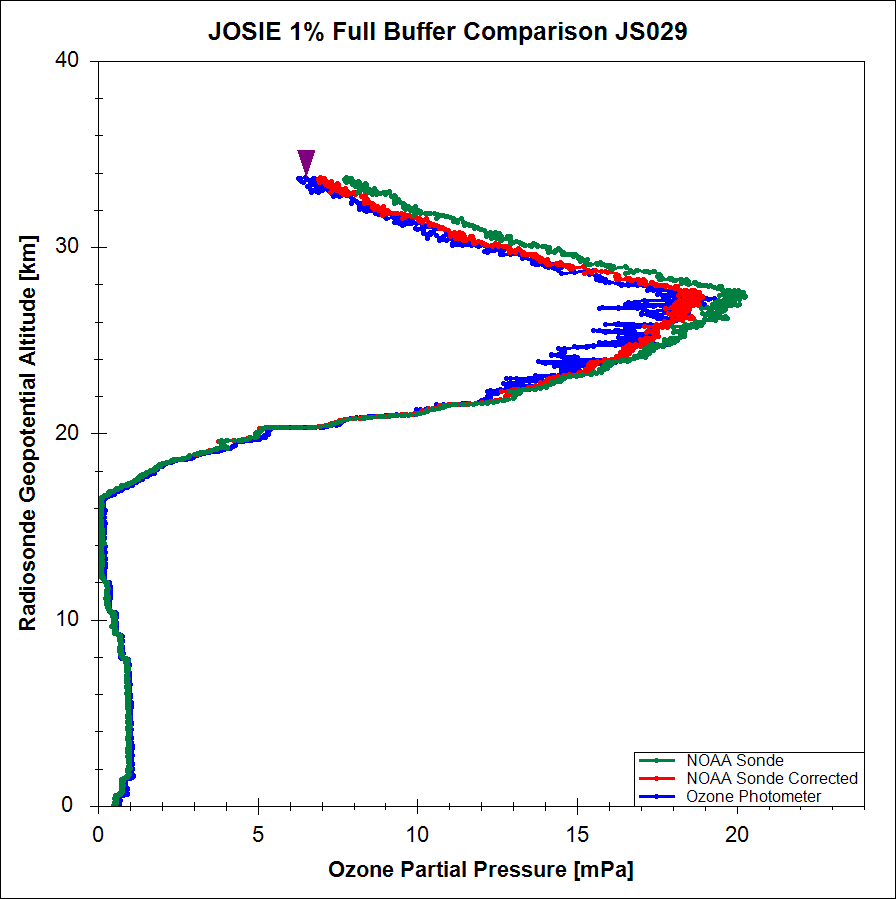 JOSIE 1% Full Buffer Comparison JS029
40
30
20
10
0
Radiosonde Geopotential Altitude [km]
NOAA Sonde
NOAA Sonde Corrected
Ozone Photometer
0 5 10 15 20
Ozone Partial Pressure [mPa]